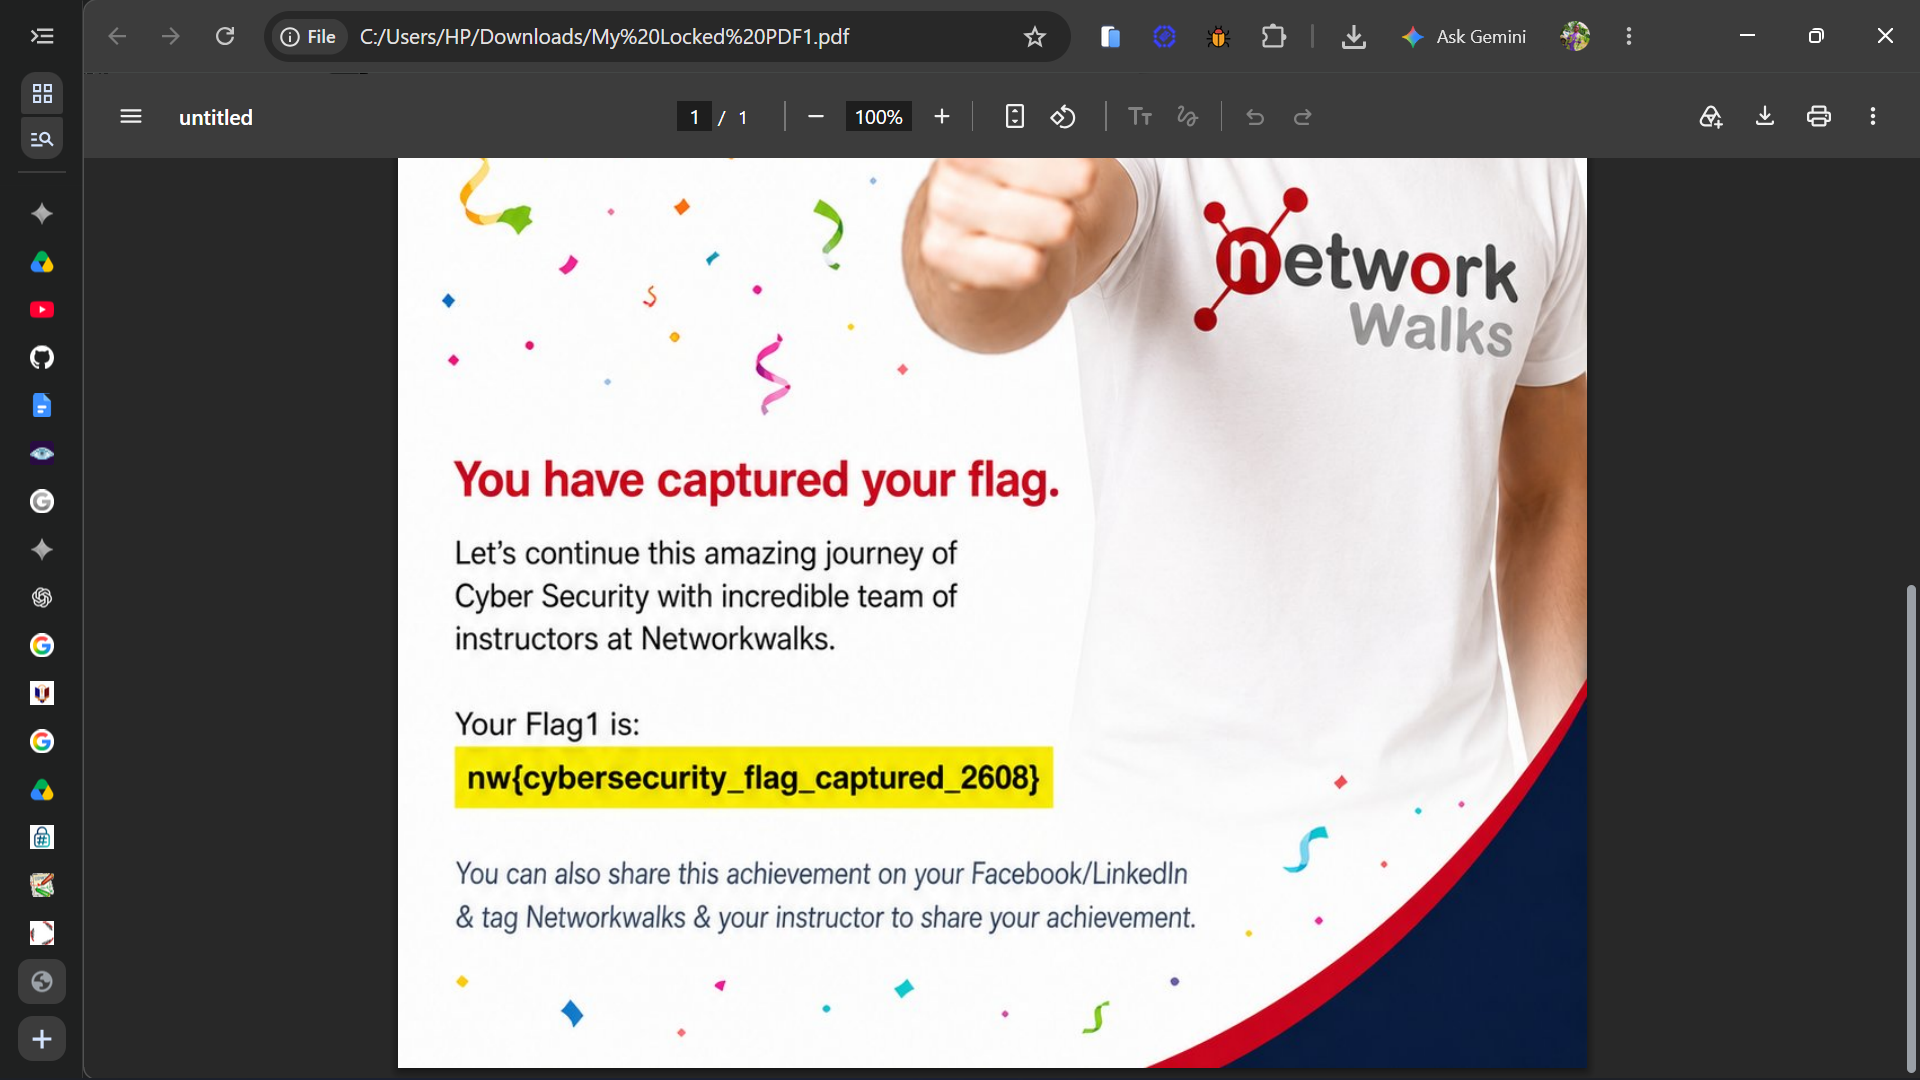 File C:/Users/HP/Downloads/My%20Locked%20PDF1.pdf
Ask Gemini
untitled
1 / 1
100%
network
Walks
You have captured your flag.
Let's continue this amazing journey of
Cyber Security with incredible team of
instructors at Networkwalks.
Your Flag1 is:
nw{cybersecurity_flag_captured_2608}
You can also share this achievement on your Facebook/LinkedIn
& tag Networkwalks & your instructor to share your achievement.